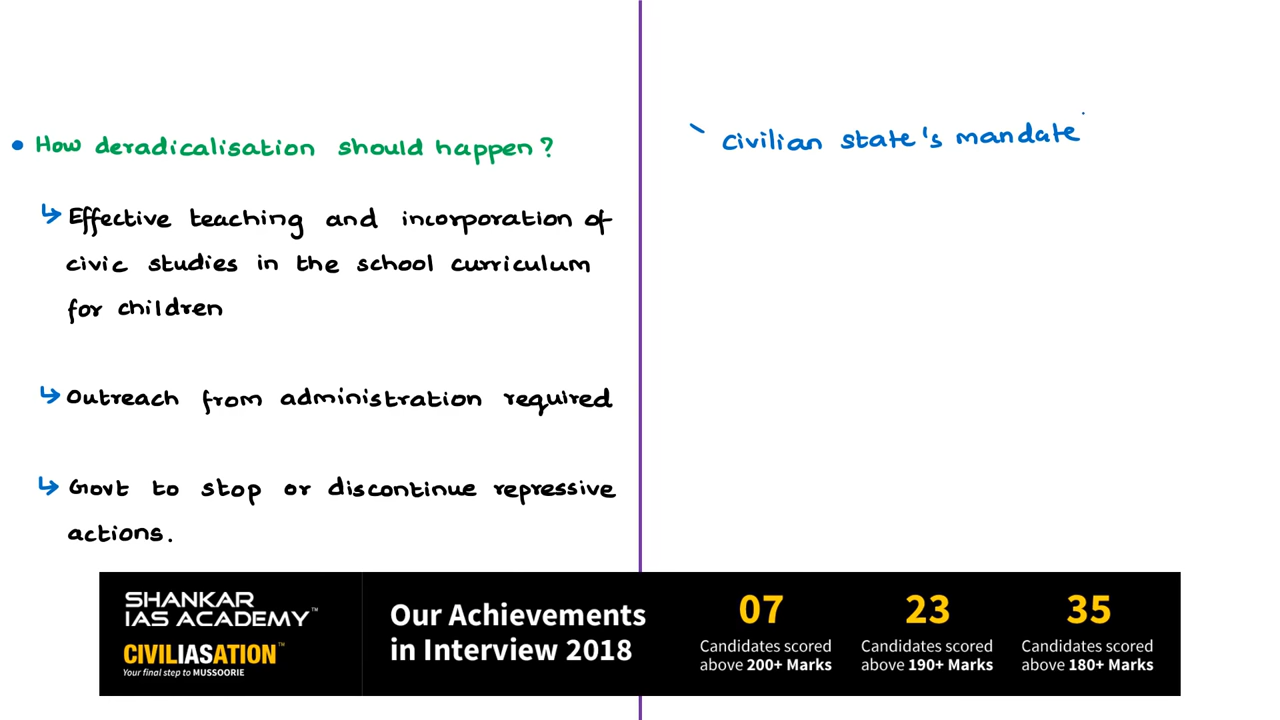 • How deradicalisation should happen?
↳ Effective teaching and incorporation of
civic studies in the school curriculum
for children
↳ Outreach from administration required
↳ Govt to stop or discontinue repressive
actions.
civilian state's mandate
SHANKAR
IAS ACADEMY™
CIVILIASATION™
Your final step to MUSSOORIE
Our Achievements
in Interview 2018
07
Candidates scored
above 200+ Marks
23
Candidates scored
above 190+ Marks
35
Candidates scored
above 180+ Marks